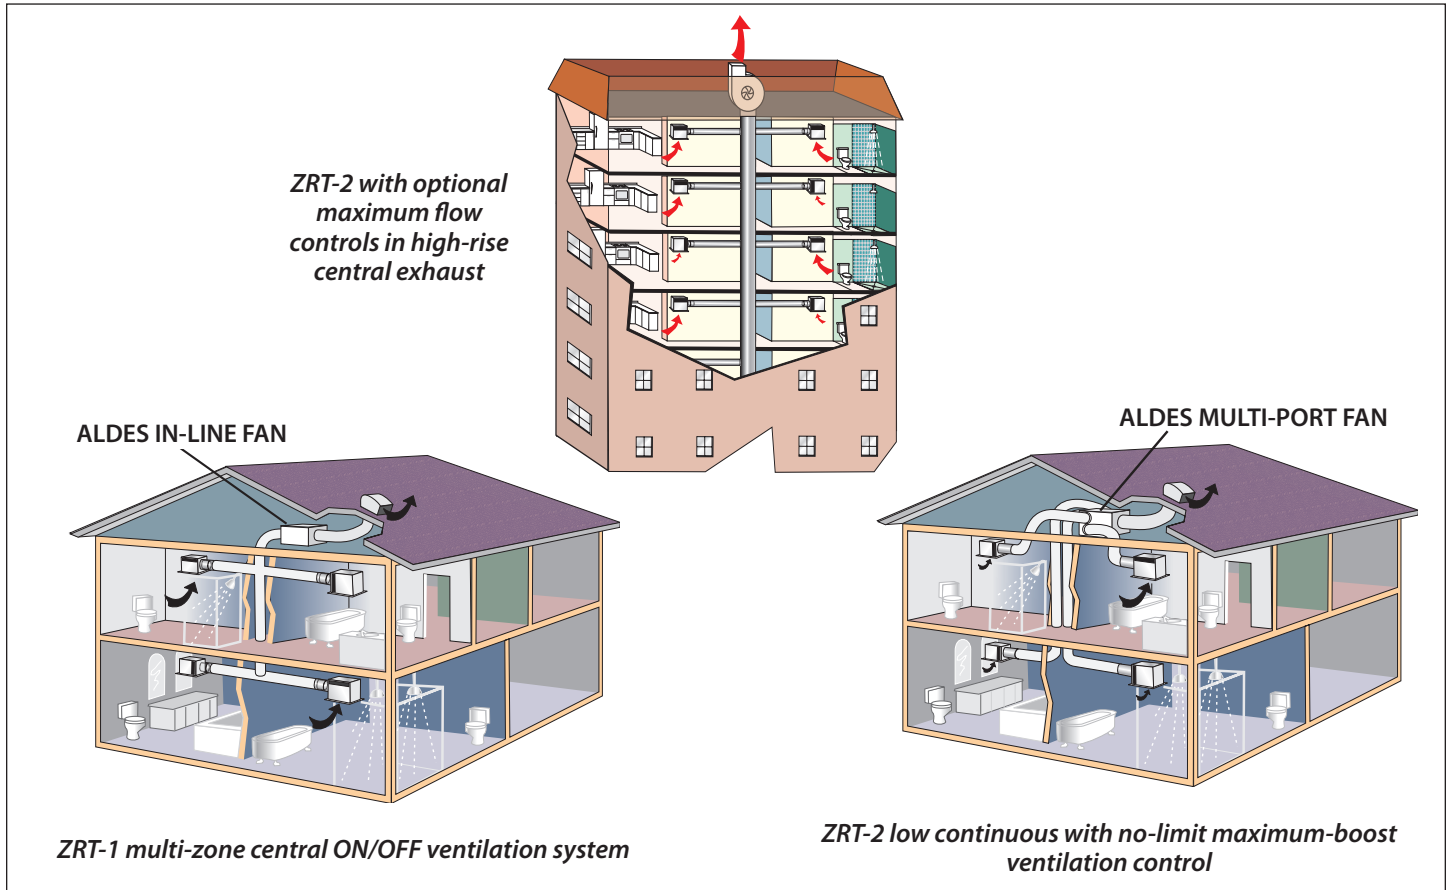 ZRT-2 with optional
maximum flow
controls in high-rise
central exhaust
ALDES IN-LINE FAN
ALDES MULTI-PORT FAN
ZRT-1 multi-zone central ON/OFF ventilation system
ZRT-2 low continuous with no-limit maximum-boost
ventilation control